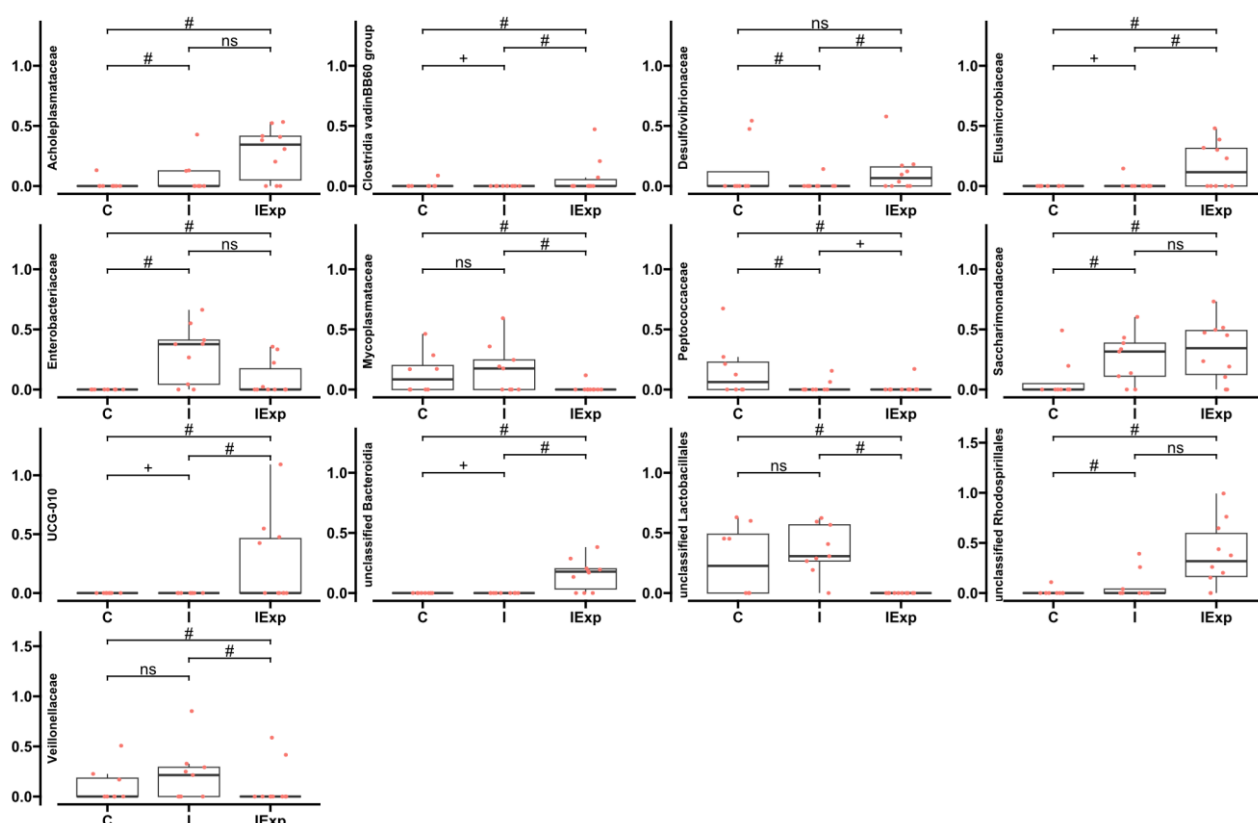 Acholeplasmataceae
#
#
ns
1.0
0.5
0.0
C I IExp
Clostridia vadinBB60 group
#
+
#
1.0
0.5
0.0
C I IExp
Desulfovibrionaceae
ns
#
#
1.0
0.5
0.0
C I IExp
Elusimicrobiaceae
#
+
#
1.0
0.5
0.0
C I IExp
Enterobacteriaceae
#
#
ns
1.0
0.5
0.0
C I IExp
Mycoplasmataceae
#
ns
#
1.0
0.5
0.0
C I IExp
Peptococcaceae
#
#
+
1.0
0.5
0.0
C I IExp
Saccharimonadaceae
#
#
ns
1.0
0.5
0.0
C I IExp
UCG-010
#
+
#
1.0
0.5
0.0
C I IExp
unclassified Bacteroidia
#
+
#
1.0
0.5
0.0
C I IExp
unclassified Lactobacillales
#
ns
#
1.0
0.5
0.0
C I IExp
unclassified Rhodospirillales
#
#
ns
1.5
1.0
0.5
0.0
C I IExp
Veillonellaceae
#
ns
#
1.5
1.0
0.5
0.0
C I IExp